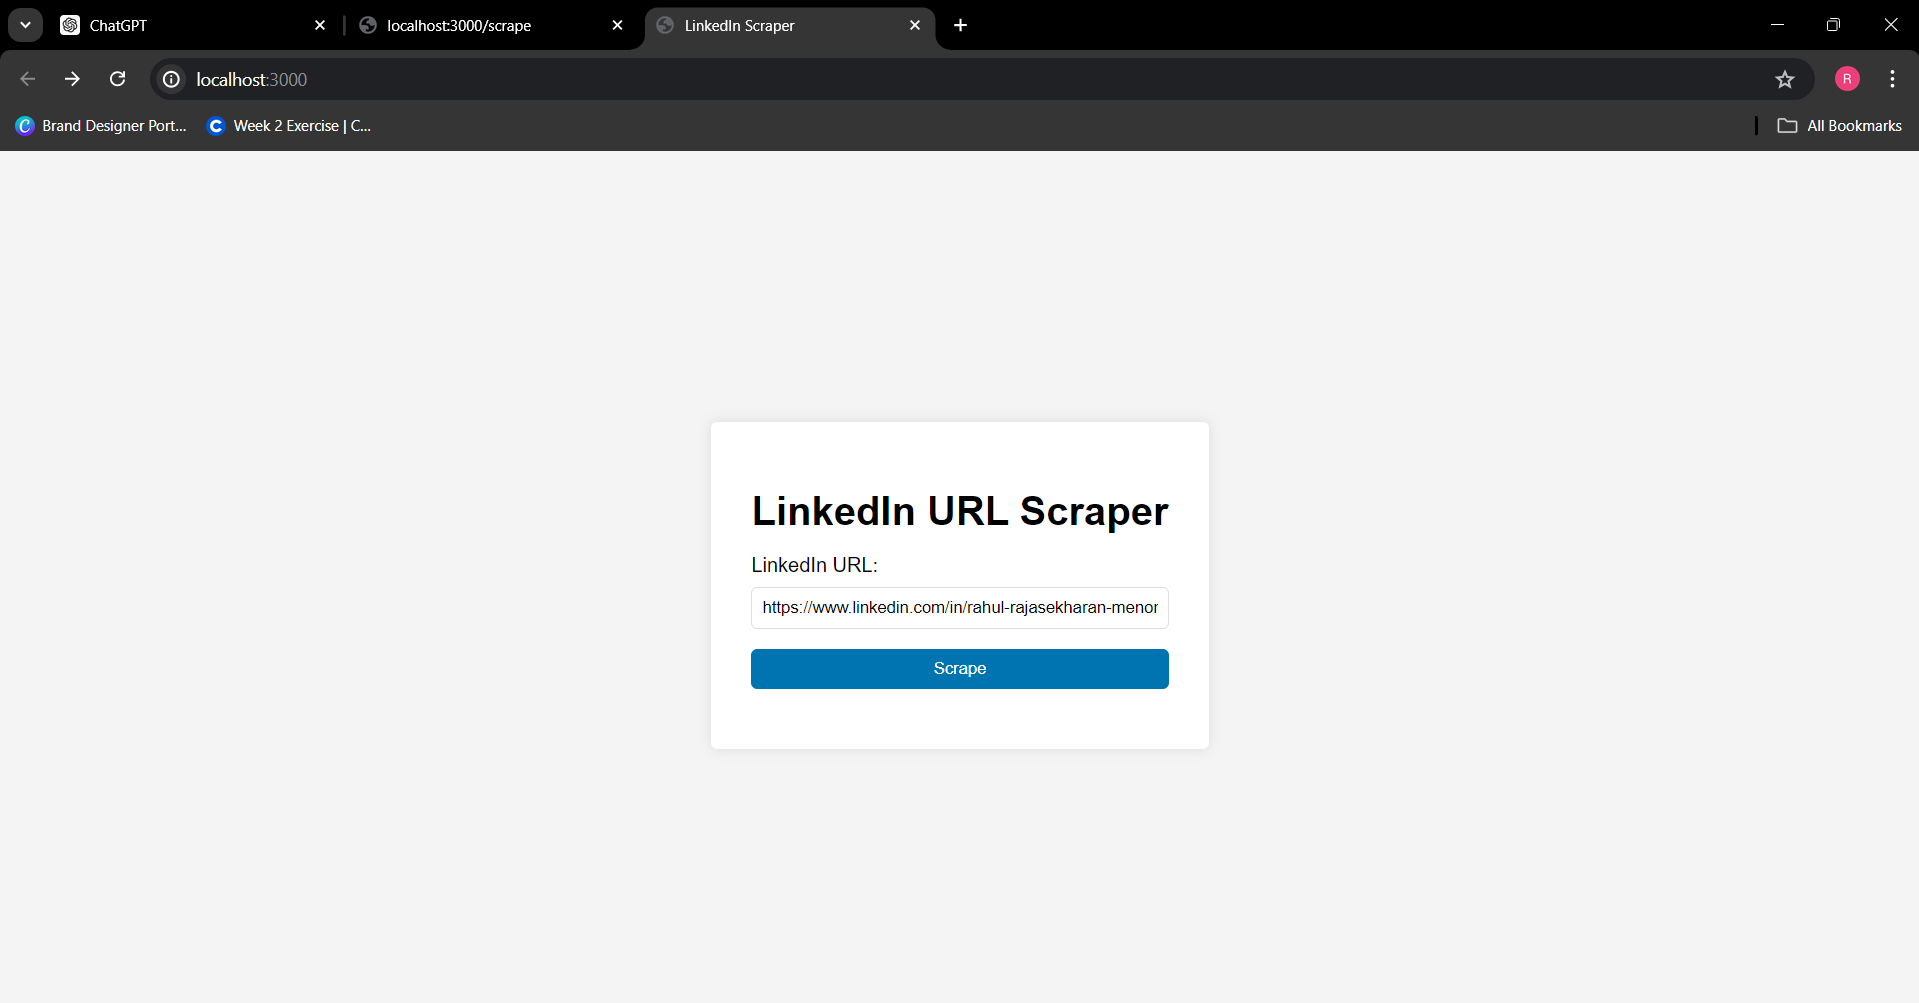 ChatGPT
localhost:3000/scrape
LinkedIn Scraper
localhost:3000
R
Brand Designer Port...
Week 2 Exercise | C...
All Bookmarks
LinkedIn URL Scraper
LinkedIn URL:
https://www.linkedin.com/in/rahul-rajasekharan-menon
Scrape